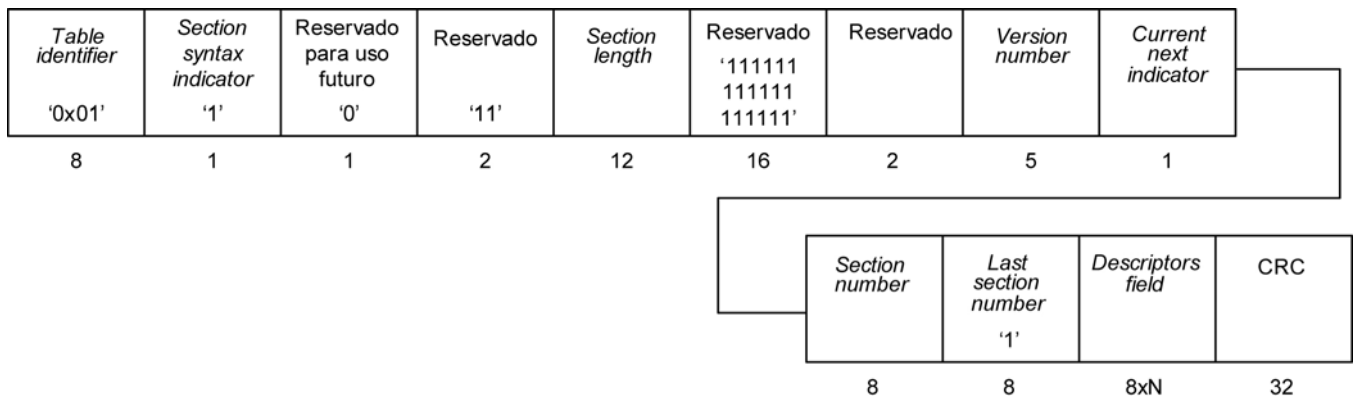 Table
identifier
‘0x01’
Section
syntax
indicator
‘1’
Reservado
para uso
futuro
‘0’
Reservado
‘11’
Section
length
Reservado
‘111111
111111
111111’
Reservado
Version
number
Current
next
indicator
8
1
1
2
12
16
2
5
1
Section
number
Last
section
number
‘1’
Descriptors
field
CRC
8
8
8xN
32